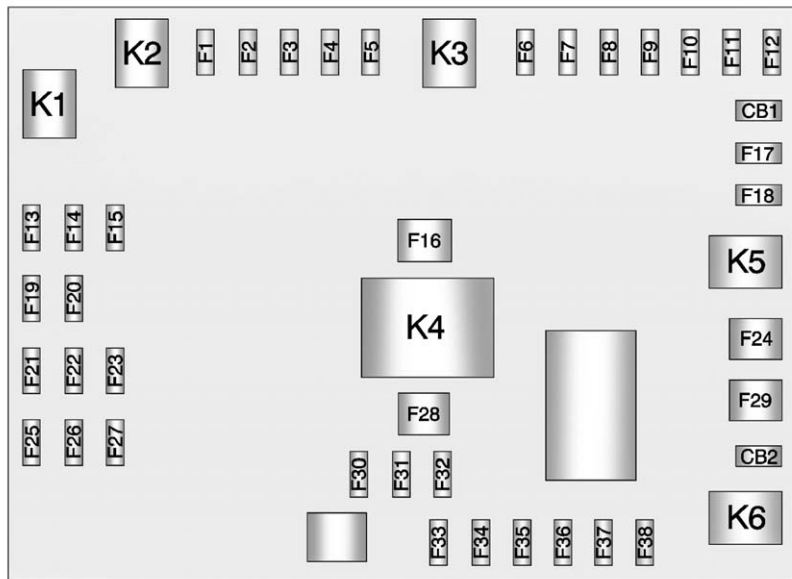 K2 F1 F2 F3 F4 F5 K3 F6 F7 F8 F9 F10 F11 F12
K1
CB1
F17
F18
F13 F14 F15
F16
K5
F19 F20
K4
F24
F21 F22 F23
F28
F29
F25 F26 F27
CB2
F30 F31 F32
K6
F33 F34 F35 F36 F37 F38